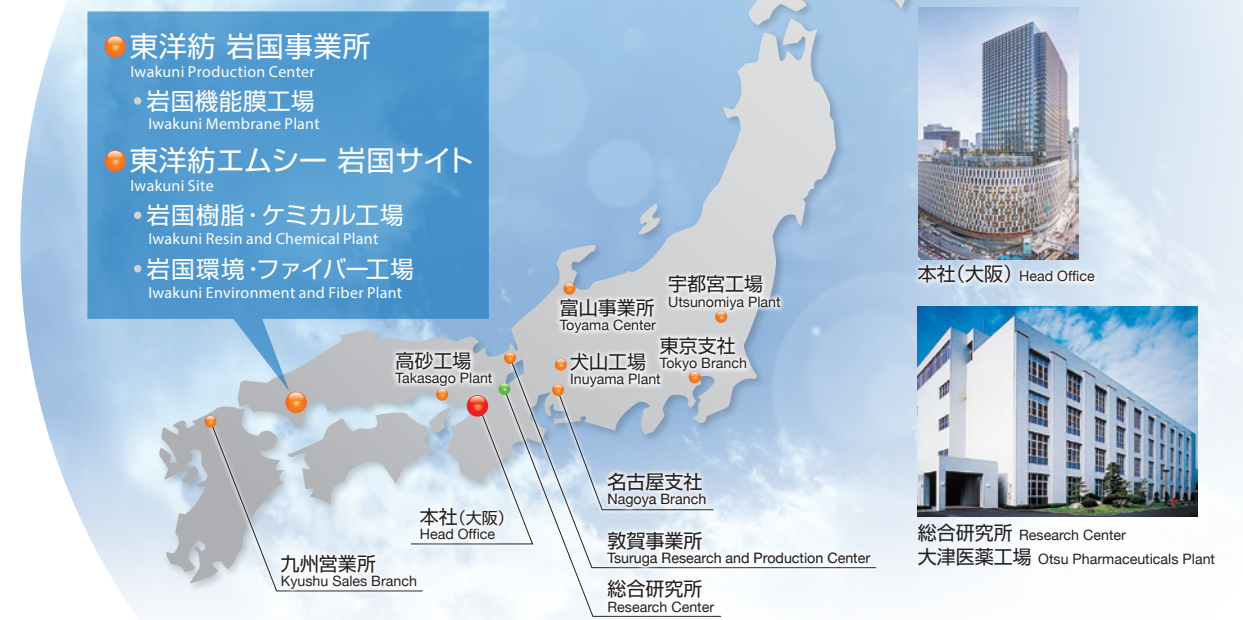 東洋紡 岩国事業所
Iwakuni Production Center
・岩国機能膜工場
Iwakuni Membrane Plant
東洋紡エムシー 岩国サイト
Iwakuni Site
・岩国樹脂・ケミカル工場
Iwakuni Resin and Chemical Plant
・岩国環境・ファイバー工場
Iwakuni Environment and Fiber Plant
本社(大阪) Head Office
富山事業所
Toyama Center
宇都宮工場
Utsunomiya Plant
高砂工場
Takasago Plant
犬山工場
Inuyama Plant
東京支社
Tokyo Branch
名古屋支社
Nagoya Branch
本社(大阪)
Head Office
敦賀事業所
Tsuruga Research and Production Center
九州営業所
Kyushu Sales Branch
総合研究所
Research Center
総合研究所 Research Center
大津医薬工場 Otsu Pharmaceuticals Plant